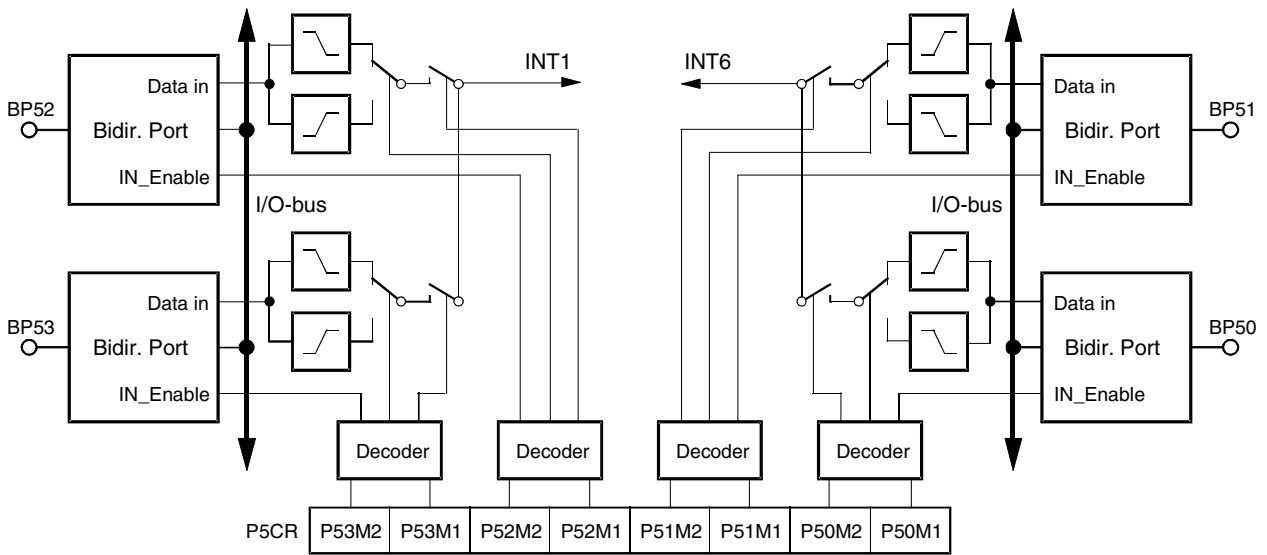 INT1
INT6
Data in
Data in
BP52
Bidir. Port
Bidir. Port
BP51
IN_Enable
IN_Enable
I/O-bus
I/O-bus
Data in
Data in
BP53
Bidir. Port
Bidir. Port
BP50
IN_Enable
IN_Enable
Decoder
Decoder
Decoder
Decoder
P5CR P53M2 P53M1 P52M2 P52M1 P51M2 P51M1 P50M2 P50M1